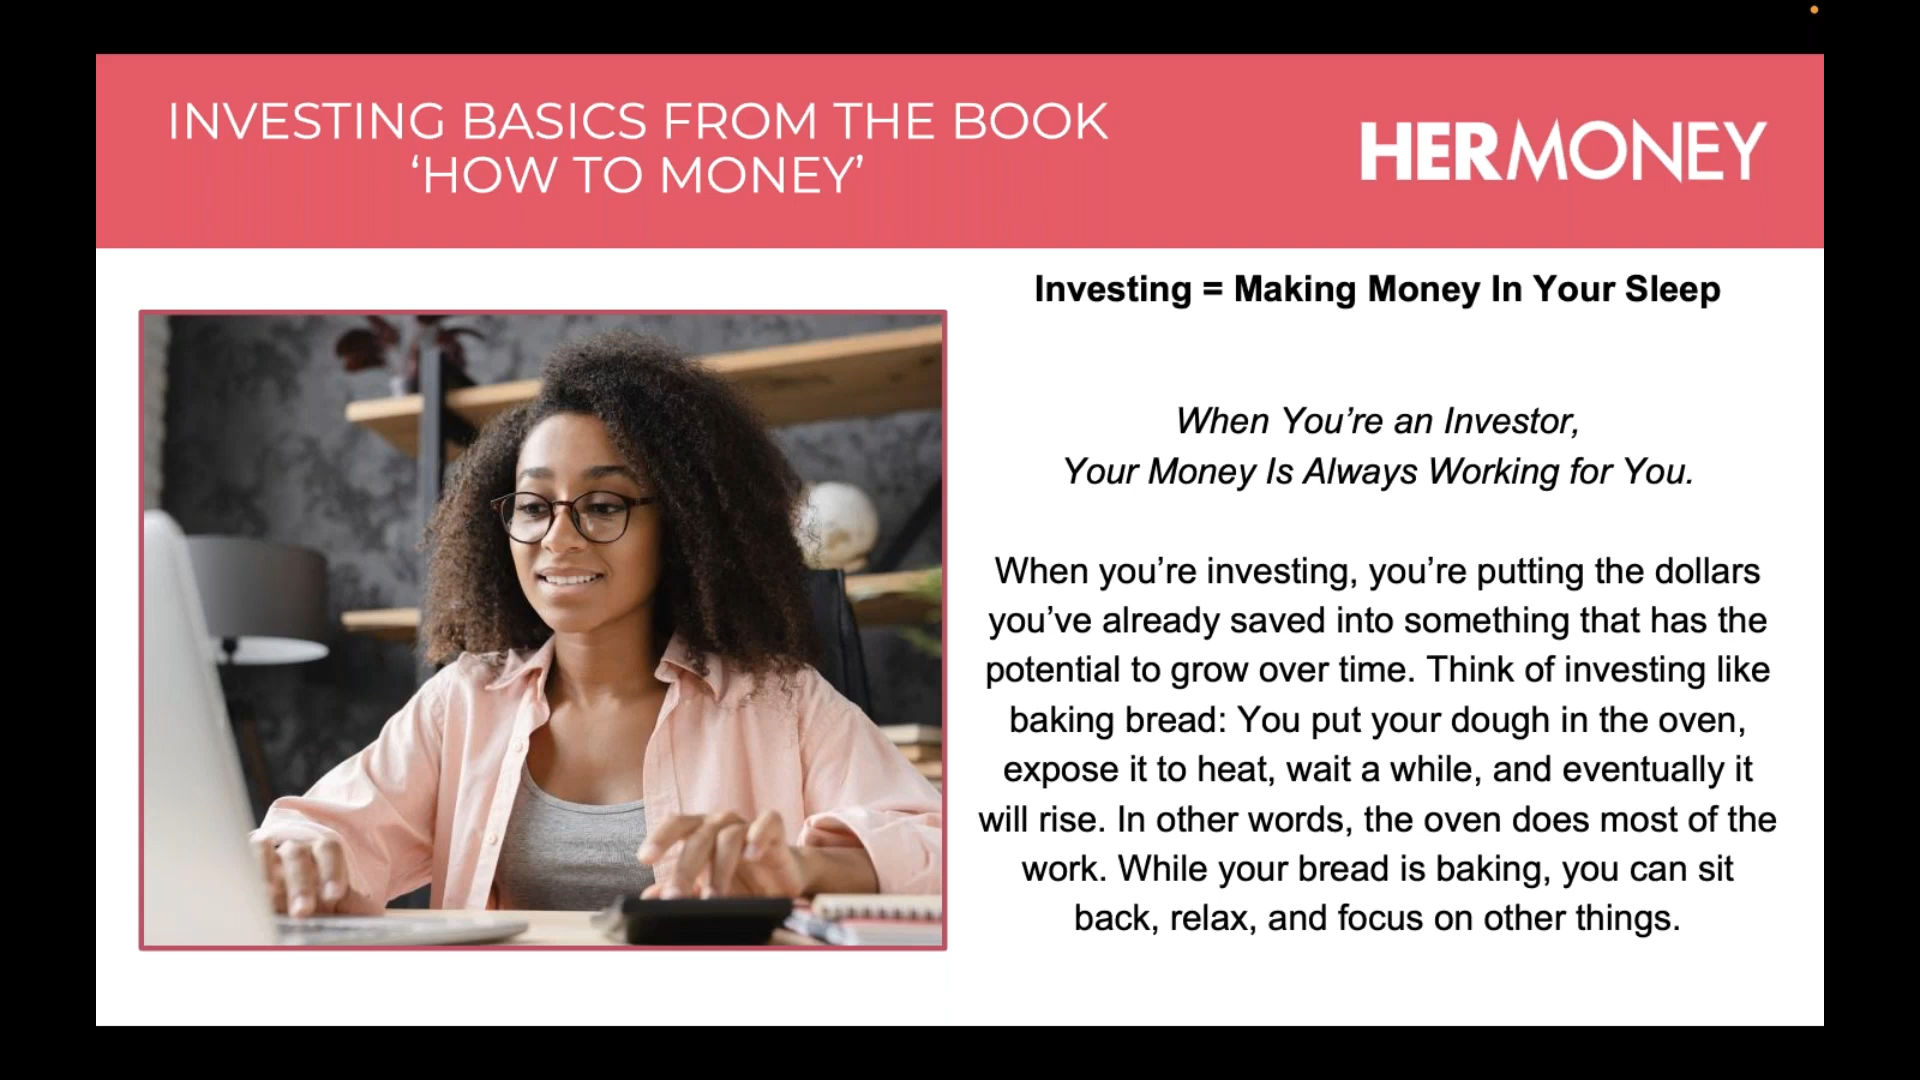 INVESTING BASICS FROM THE BOOK
‘HOW TO MONEY’
HERMONEY
Investing = Making Money In Your Sleep
When You’re an Investor,
Your Money Is Always Working for You.
When you’re investing, you’re putting the dollars
you’ve already saved into something that has the
potential to grow over time. Think of investing like
baking bread: You put your dough in the oven,
expose it to heat, wait a while, and eventually it
will rise. In other words, the oven does most of the
work. While your bread is baking, you can sit
back, relax, and focus on other things.